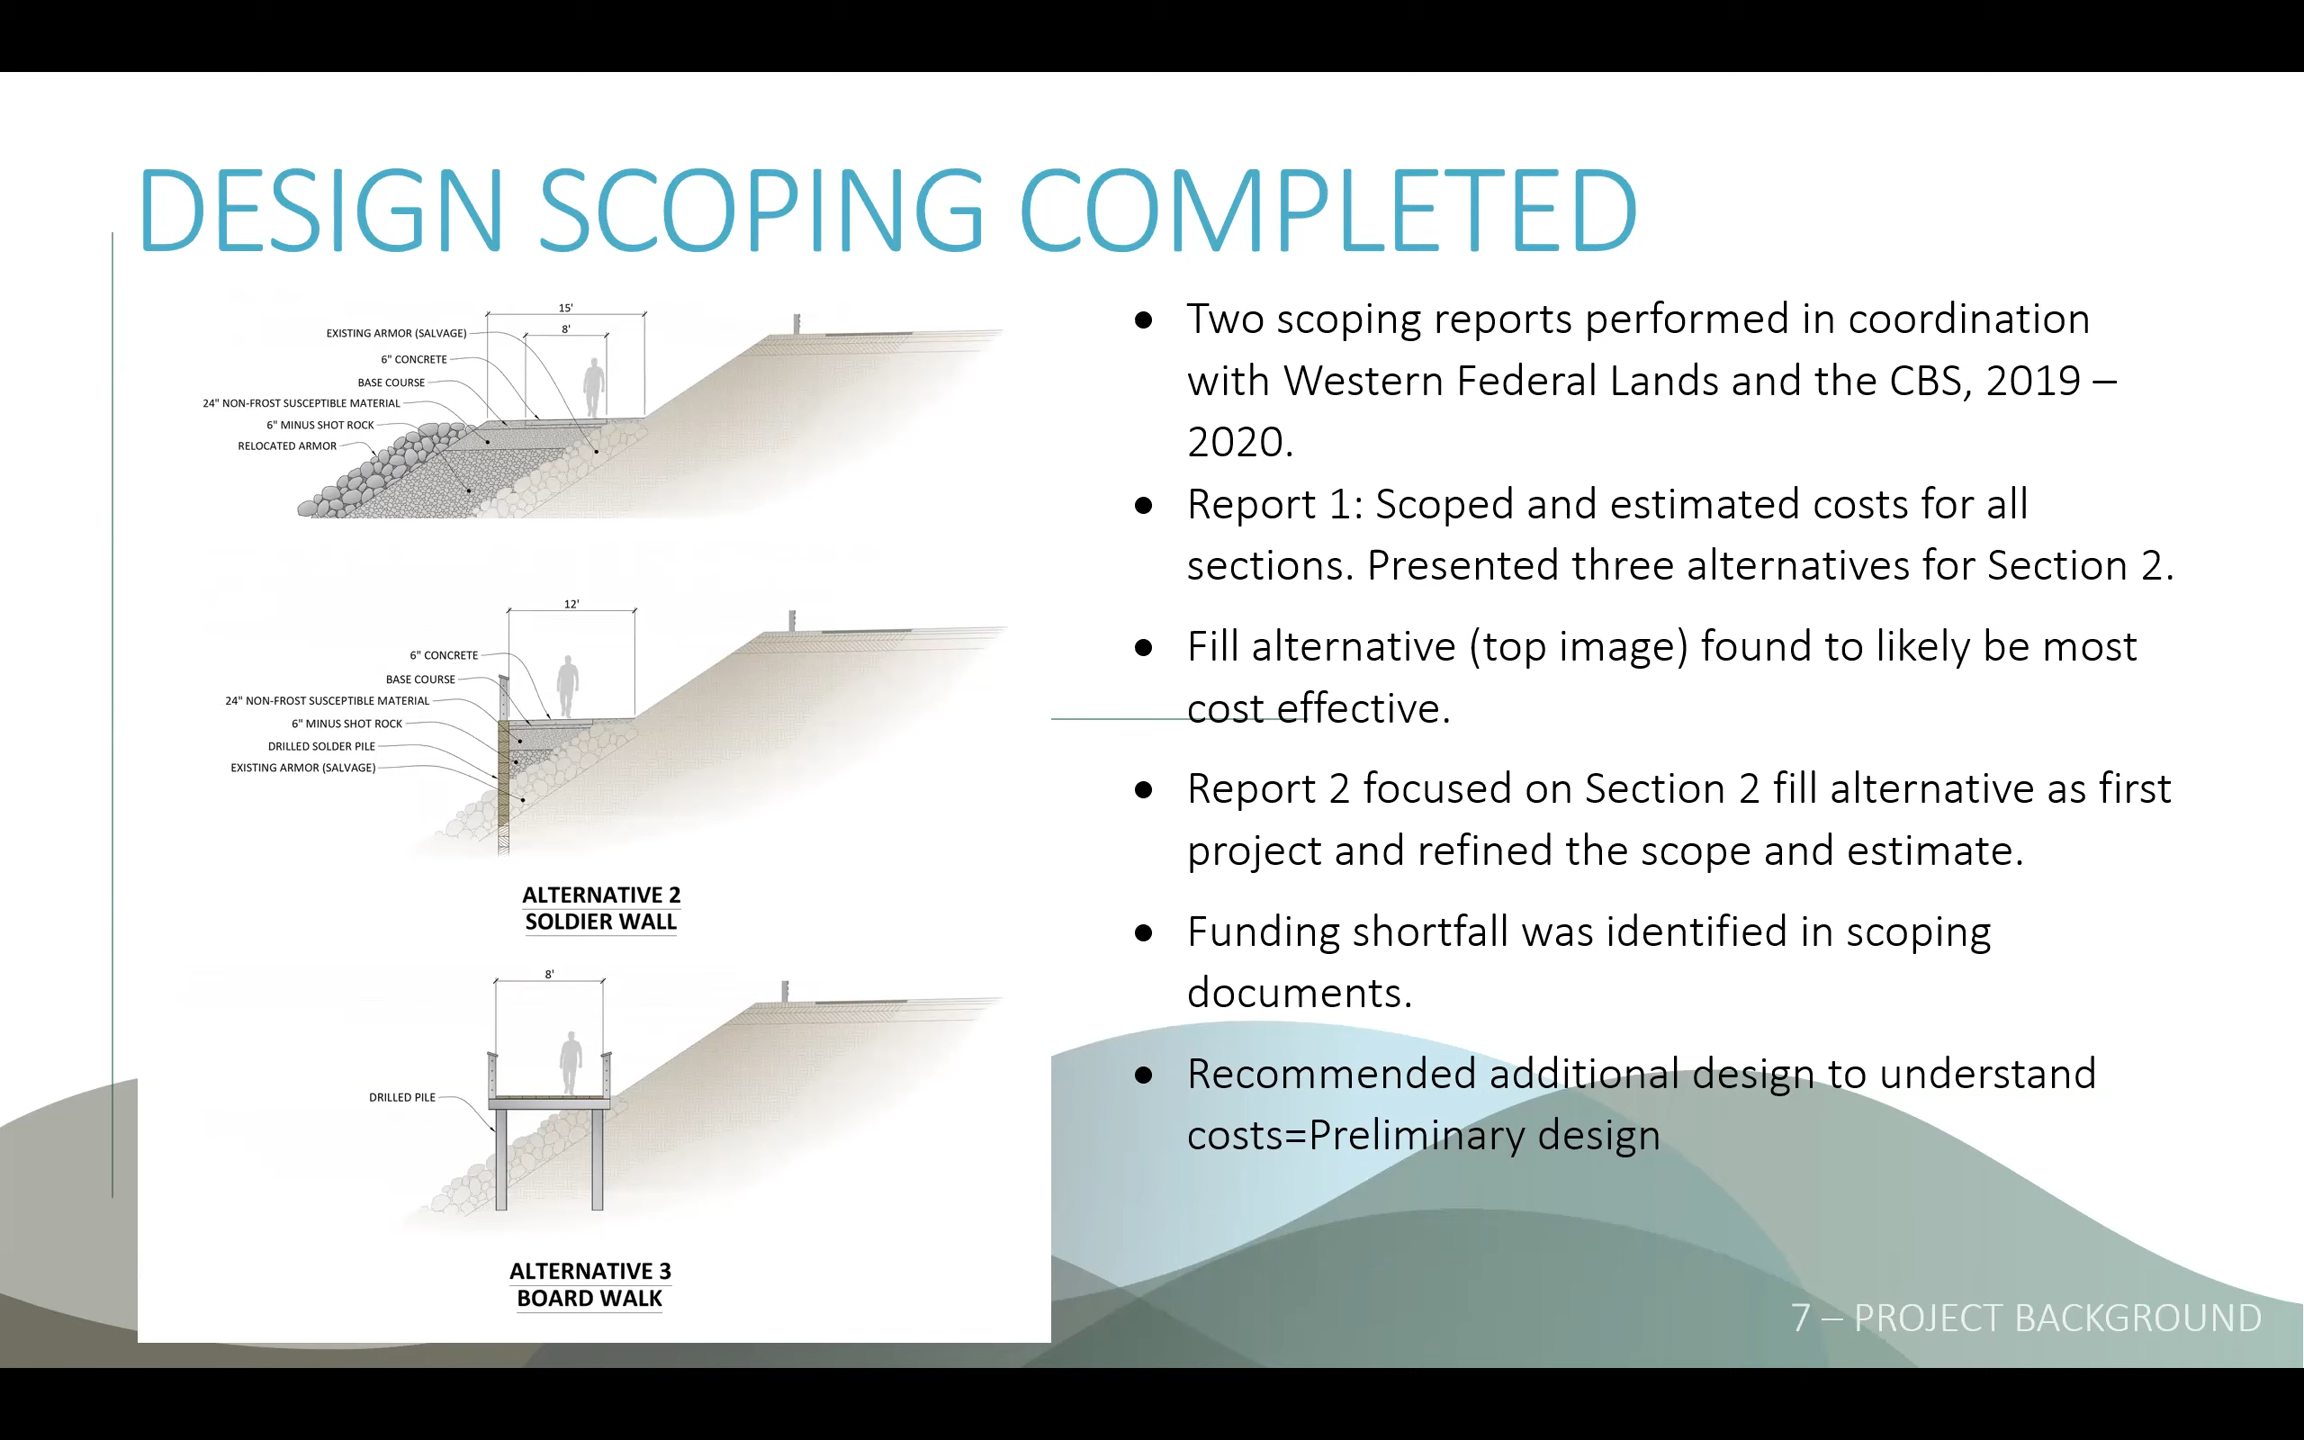 DESIGN SCOPING COMPLETED
15'
8'
EXISTING ARMOR (SALVAGE)
6" CONCRETE
BASE COURSE
24" NON-FROST SUSCEPTIBLE MATERIAL
6" MINUS SHOT ROCK
RELOCATED ARMOR
12'
6" CONCRETE
BASE COURSE
24" NON-FROST SUSCEPTIBLE MATERIAL
6" MINUS SHOT ROCK
DRILLED SOLDER PILE
EXISTING ARMOR (SALVAGE)
ALTERNATIVE 2
SOLDIER WALL
8'
DRILLED PILE
ALTERNATIVE 3
BOARD WALK
● Two scoping reports performed in coordination
with Western Federal Lands and the CBS, 2019 –
2020.
● Report 1: Scoped and estimated costs for all
sections. Presented three alternatives for Section 2.
● Fill alternative (top image) found to likely be most
cost effective.
● Report 2 focused on Section 2 fill alternative as first
project and refined the scope and estimate.
● Funding shortfall was identified in scoping
documents.
● Recommended additional design to understand
costs=Preliminary design
7 – PROJECT BACKGROUND